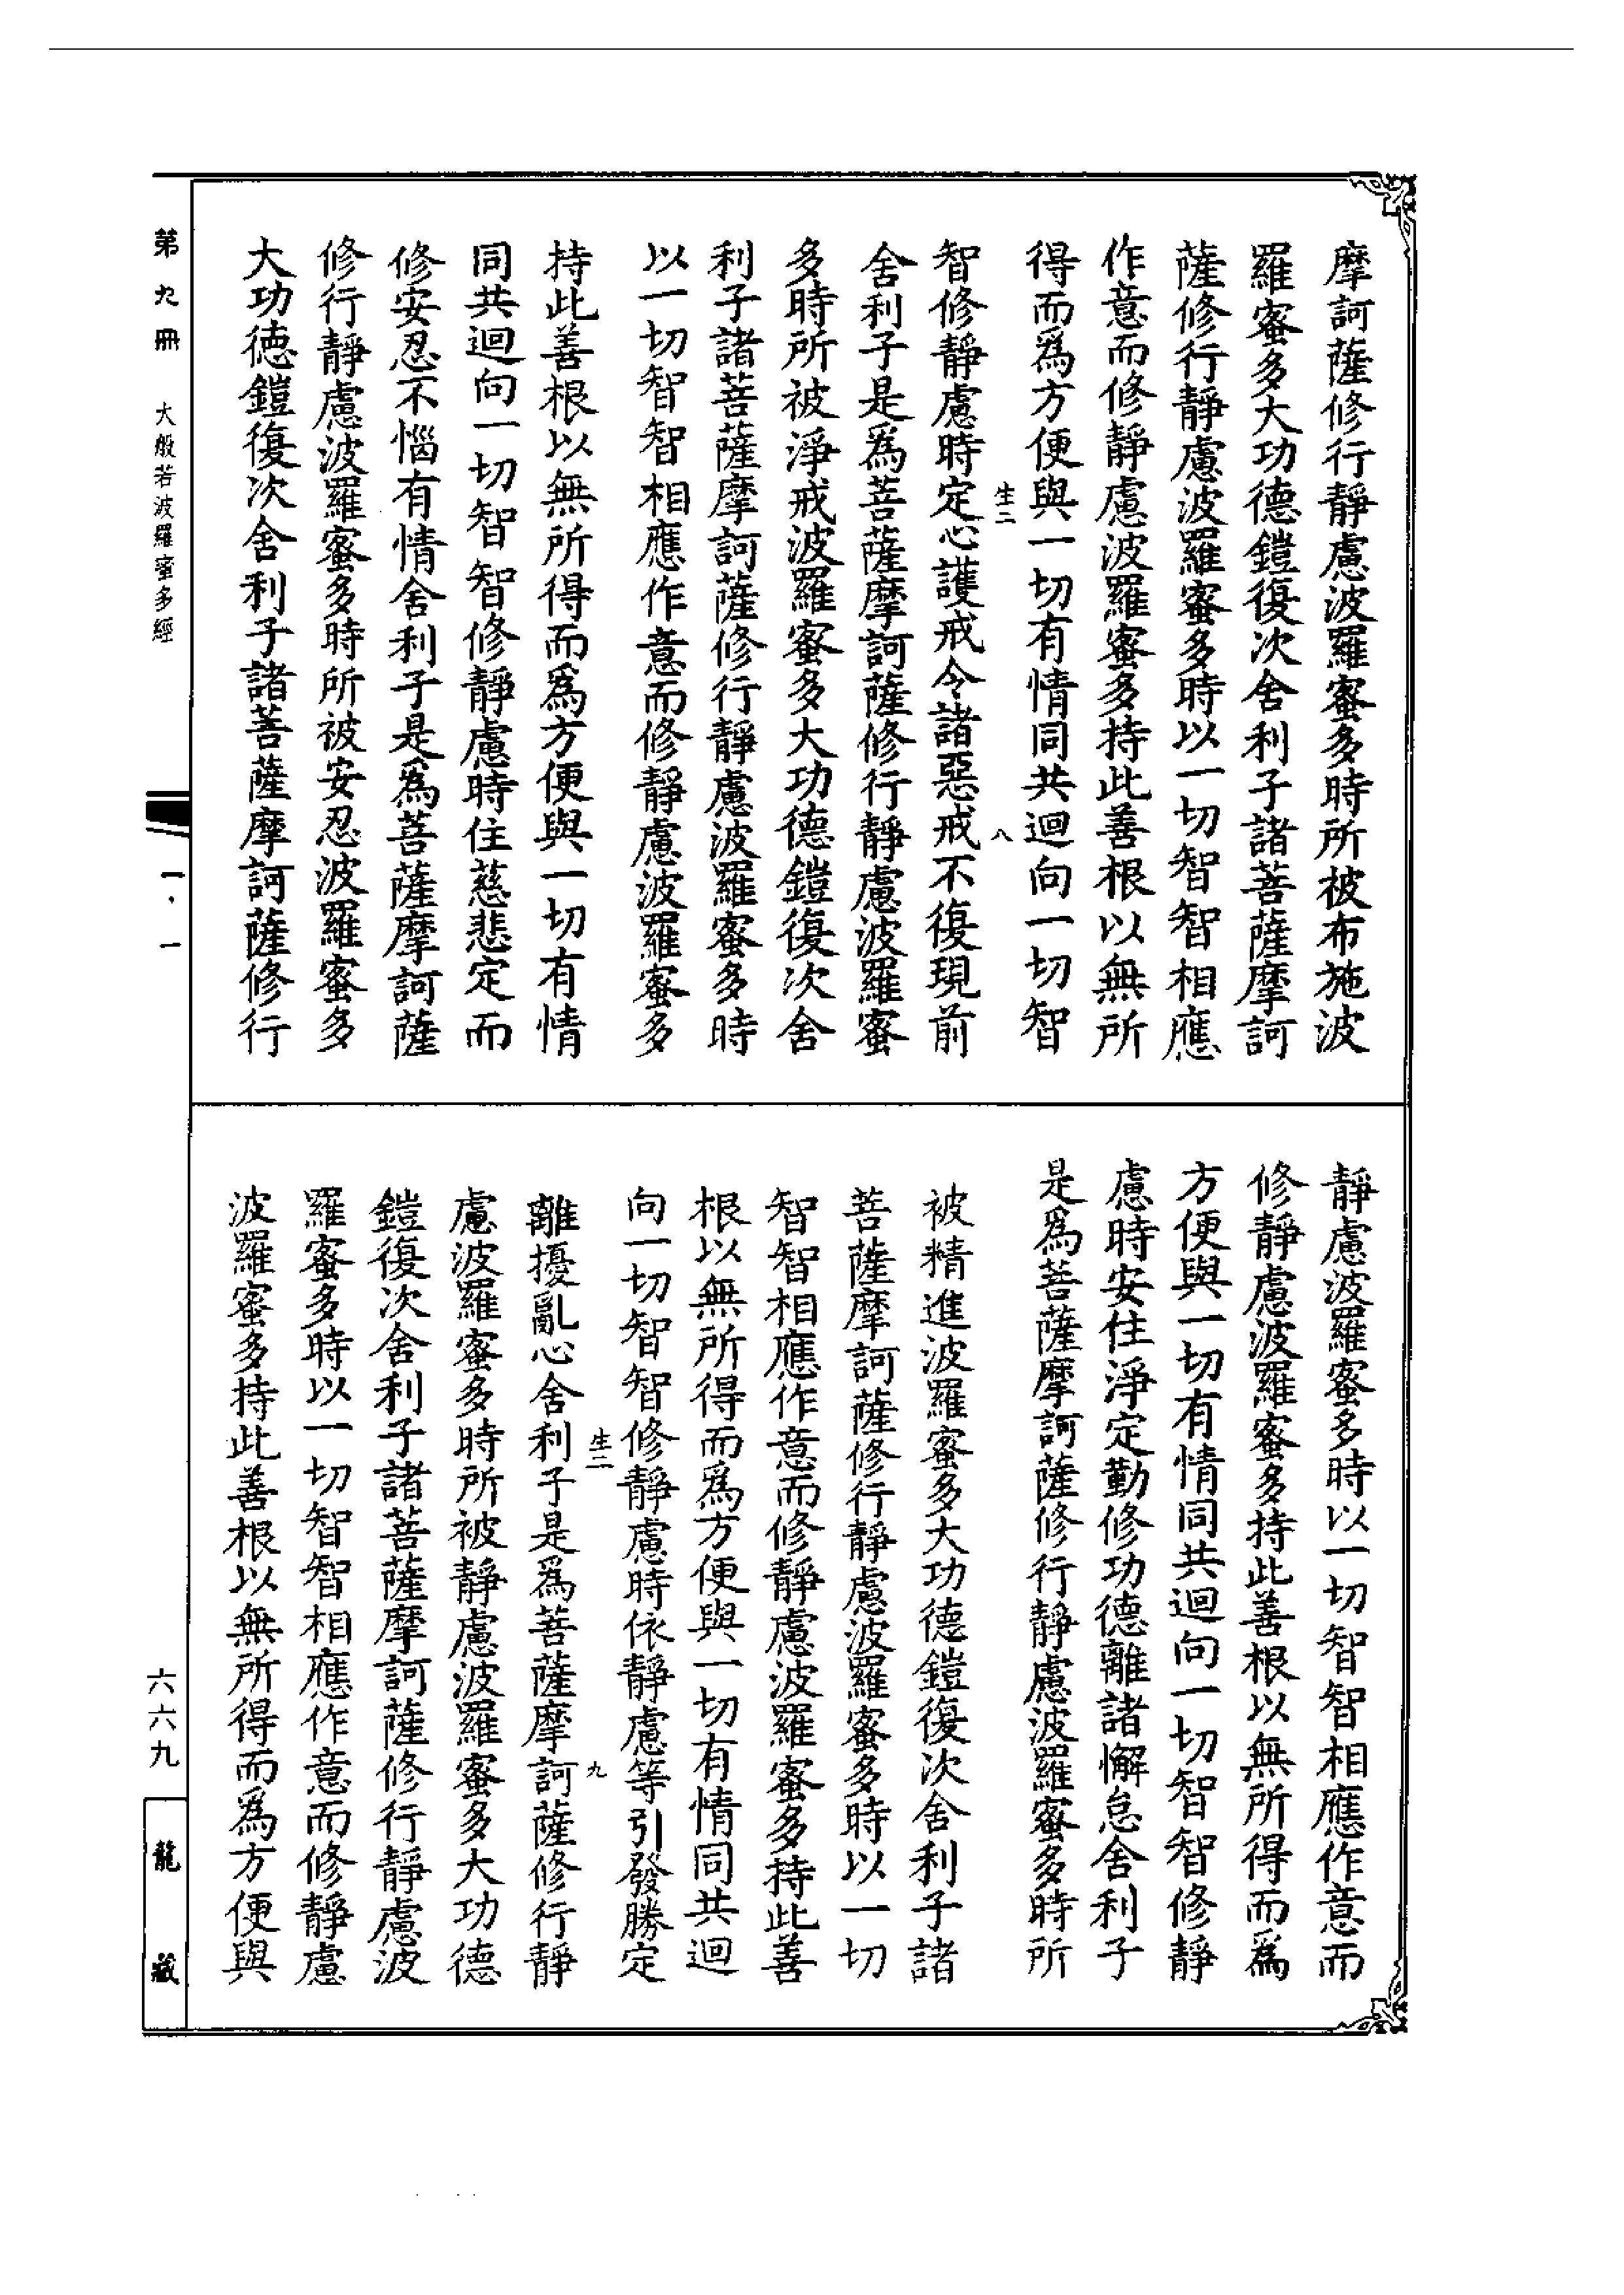 摩訶薩修行靜慮波羅蜜多時所被布施波
羅蜜多大功德鎧復次舍利子諸菩薩摩訶
薩修行靜慮波羅蜜多時以一切智智相應
作意而修靜慮波羅蜜多持此善根以無所
得而爲方便與一切有情同共迴向一切智
生二 八
智修靜慮時定心護戒令諸惡戒不復現前
舍利子是爲菩薩摩訶薩修行靜慮波羅蜜
多時所被淨戒波羅蜜多大功德鎧復次舍
利子諸菩薩摩訶薩修行靜慮波羅蜜多時
以一切智智相應作意而修靜慮波羅蜜多
持此善根以無所得而爲方便與一切有情
同共迴向一切智智修靜慮時住慈悲定而
修安忍不惱有情舍利子是爲菩薩摩訶薩
修行靜慮波羅蜜多時所被安忍波羅蜜多
大功德鎧復次舍利子諸菩薩摩訶薩修行
靜慮波羅蜜多時以一切智智相應作意而
修靜慮波羅蜜多持此善根以無所得而爲
方便與一切有情同共迴向一切智智修靜
慮時安住淨定勤修功德離諸懈怠舍利子
是爲菩薩摩訶薩修行靜慮波羅蜜多時所
被精進波羅蜜多大功德鎧復次舍利子諸
菩薩摩訶薩修行靜慮波羅蜜多時以一切
智智相應作意而修靜慮波羅蜜多持此善
根以無所得而爲方便與一切有情同共迴
向一切智智修靜慮時依靜慮等引發勝定
生二 九
離擾亂心舍利子是爲菩薩摩訶薩修行靜
慮波羅蜜多時所被靜慮波羅蜜多大功德
鎧復次舍利子諸菩薩摩訶薩修行靜慮波
羅蜜多時以一切智智相應作意而修靜慮
波羅蜜多持此善根以無所得而爲方便與
第九冊 大般若波羅蜜多經 一·一
六六九
龍藏